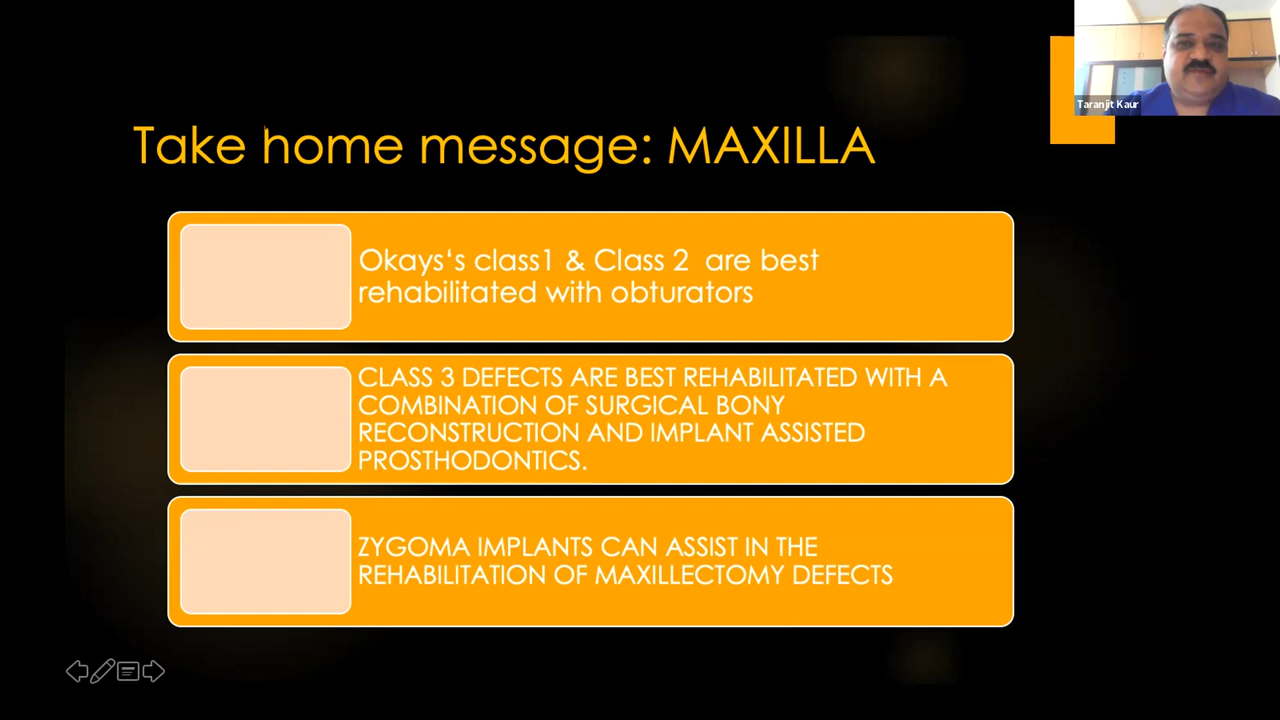 Taranjit Kaur
Take home message: MAXILLA
Okays‘s class1 & Class 2  are best
rehabilitated with obturators
CLASS 3 DEFECTS ARE BEST REHABILITATED WITH A
COMBINATION OF SURGICAL BONY
RECONSTRUCTION AND IMPLANT ASSISTED
PROSTHODONTICS.
ZYGOMA IMPLANTS CAN ASSIST IN THE
REHABILITATION OF MAXILLECTOMY DEFECTS